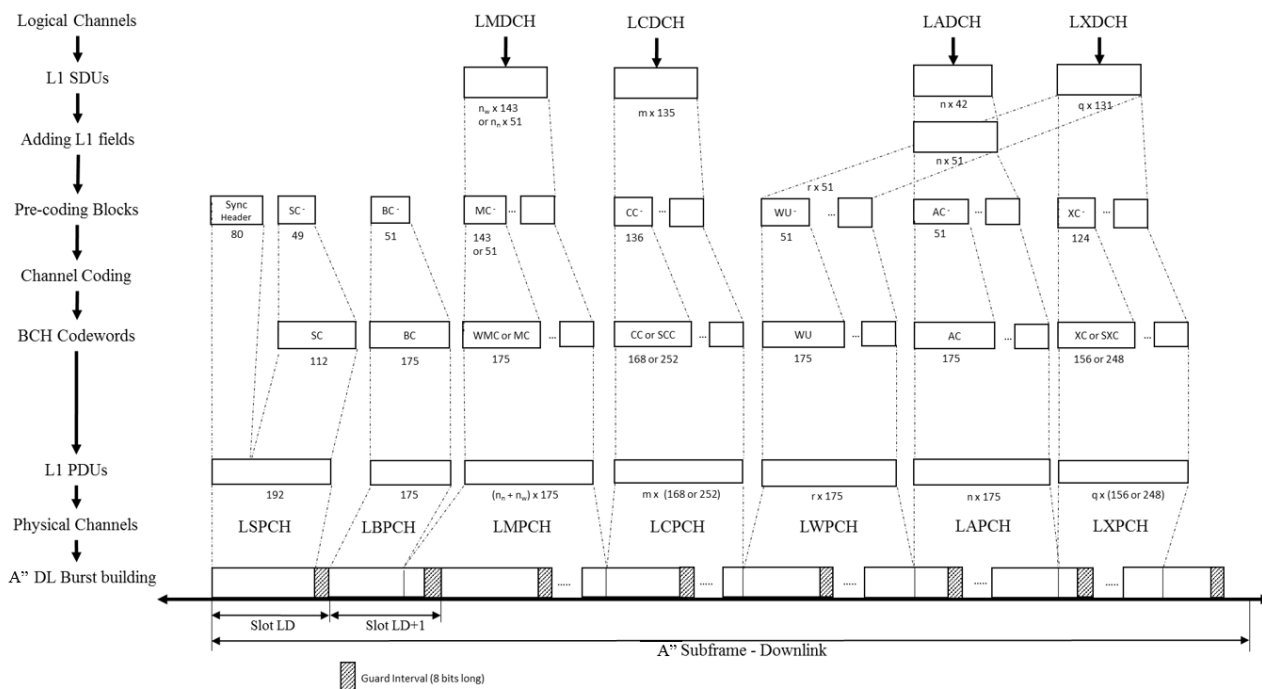 Logical Channels
LMDCH
LCDCH
LADCH
LXDCH
L1 SDUs
n_w x 143
or n_n x 51
m x 135
n x 42
q x 131
Adding L1 fields
n x 51
r x 51
Pre-coding Blocks
Sync
Header
SC -
BC -
MC -
...
CC -
...
WU -
...
AC -
...
XC -
...
80
49
51
143
or 51
136
51
51
124
Channel Coding
BCH Codewords
SC
BC
WMC or MC
...
CC or SCC
...
WU
...
AC
...
XC or SXC
...
112
175
175
168 or 252
175
175
156 or 248
L1 PDUs
192
175
(n_n + n_w) x 175
m x (168 or 252)
r x 175
n x 175
q x (156 or 248)
Physical Channels
LSPCH
LBPCH
LMPCH
LCPCH
LWPCH
LAPCH
LXPCH
A” DL Burst building
.....
.....
.....
.....
.....
Slot LD
Slot LD+1
A” Subframe - Downlink
Guard Interval (8 bits long)